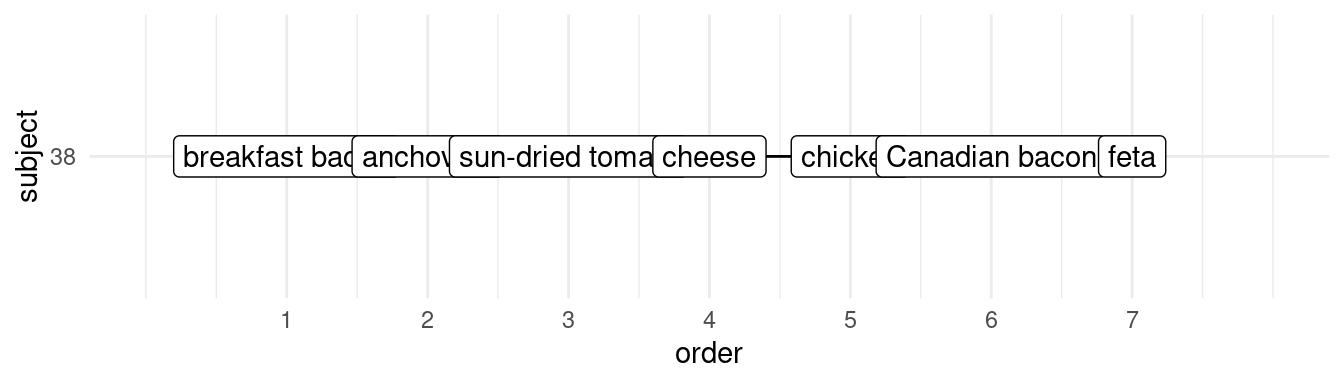 subject
38
breakfast bac
anchov
sun-dried toma
cheese
chicke
Canadian bacon
feta
1 2 3 4 5 6 7
order